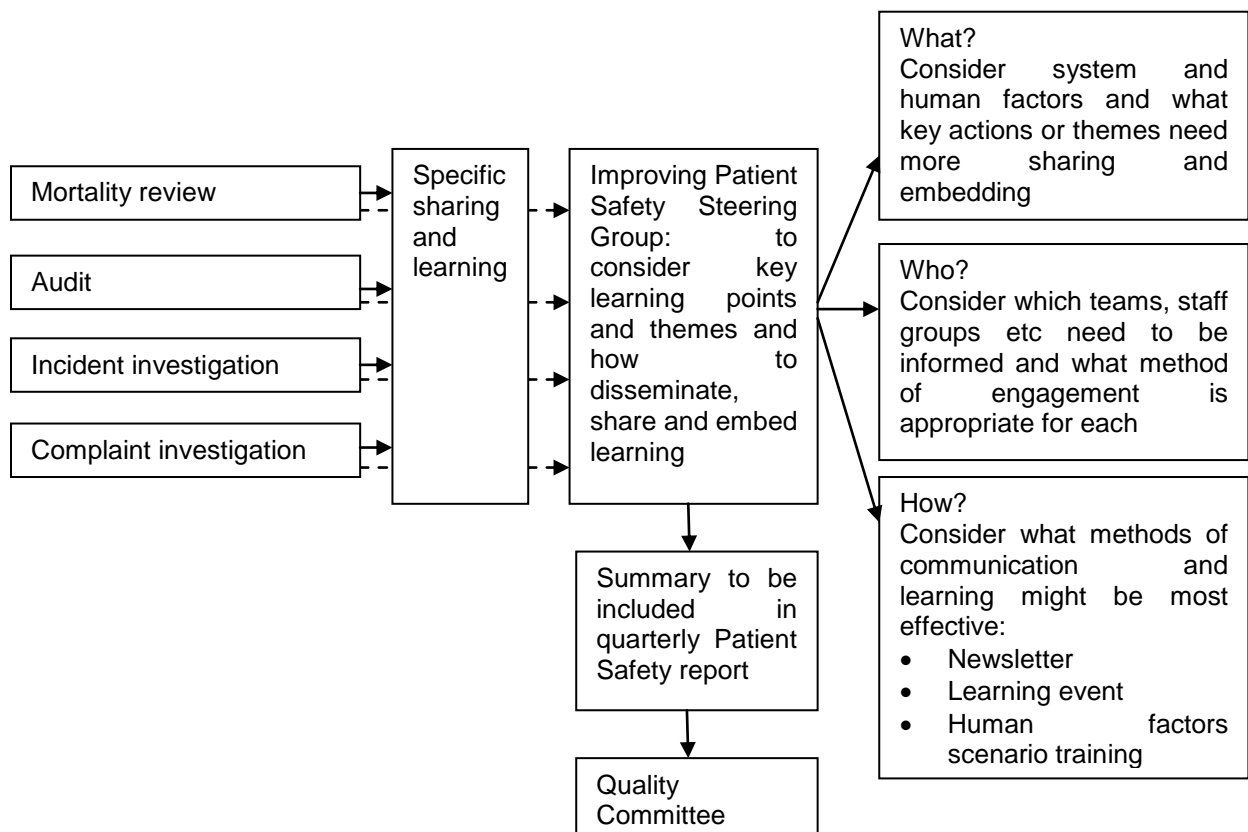 Mortality review
Audit
Incident investigation
Complaint investigation
Specific
sharing
and
learning
Improving Patient
Safety Steering
Group: to
consider key
learning points
and themes and
how to
disseminate,
share and embed
learning
Summary to be
included in
quarterly Patient
Safety report
Quality
Committee
What?
Consider system and
human factors and what
key actions or themes need
more sharing and
embedding
Who?
Consider which teams, staff
groups etc need to be
informed and what method
of engagement is
appropriate for each
How?
Consider what methods of
communication and
learning might be most
effective:
• Newsletter
• Learning event
• Human factors
scenario training